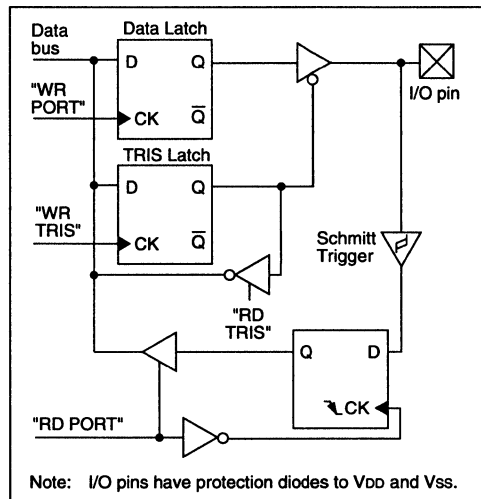 Data
bus
Data Latch
D Q
"WR
PORT"
CK Q̅
I/O pin
TRIS Latch
D Q
"WR
TRIS"
CK Q̅
Schmitt
Trigger
"RD
TRIS"
Q D
CK
"RD PORT"
Note: I/O pins have protection diodes to VDD and VSS.